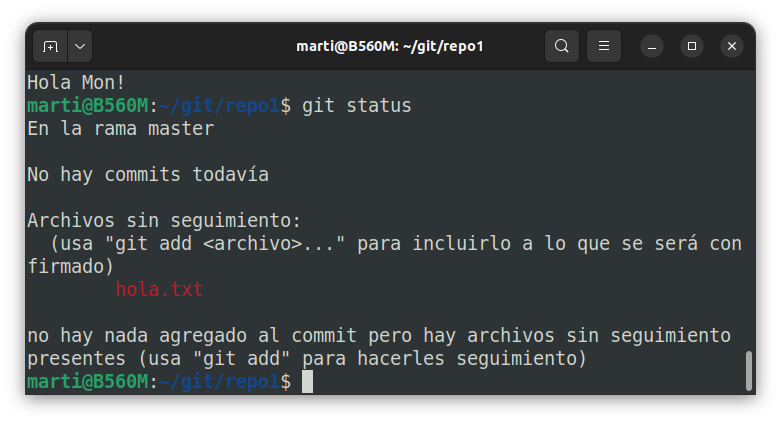 marti@B560M: ~/git/repo1
Hola Mon!
marti@B560M:~/git/repo1$ git status
En la rama master
No hay commits todavía
Archivos sin seguimiento:
  (usa "git add <archivo>..." para incluirlo a lo que se será con
firmado)
        hola.txt
no hay nada agregado al commit pero hay archivos sin seguimiento
presentes (usa "git add" para hacerles seguimiento)
marti@B560M:~/git/repo1$